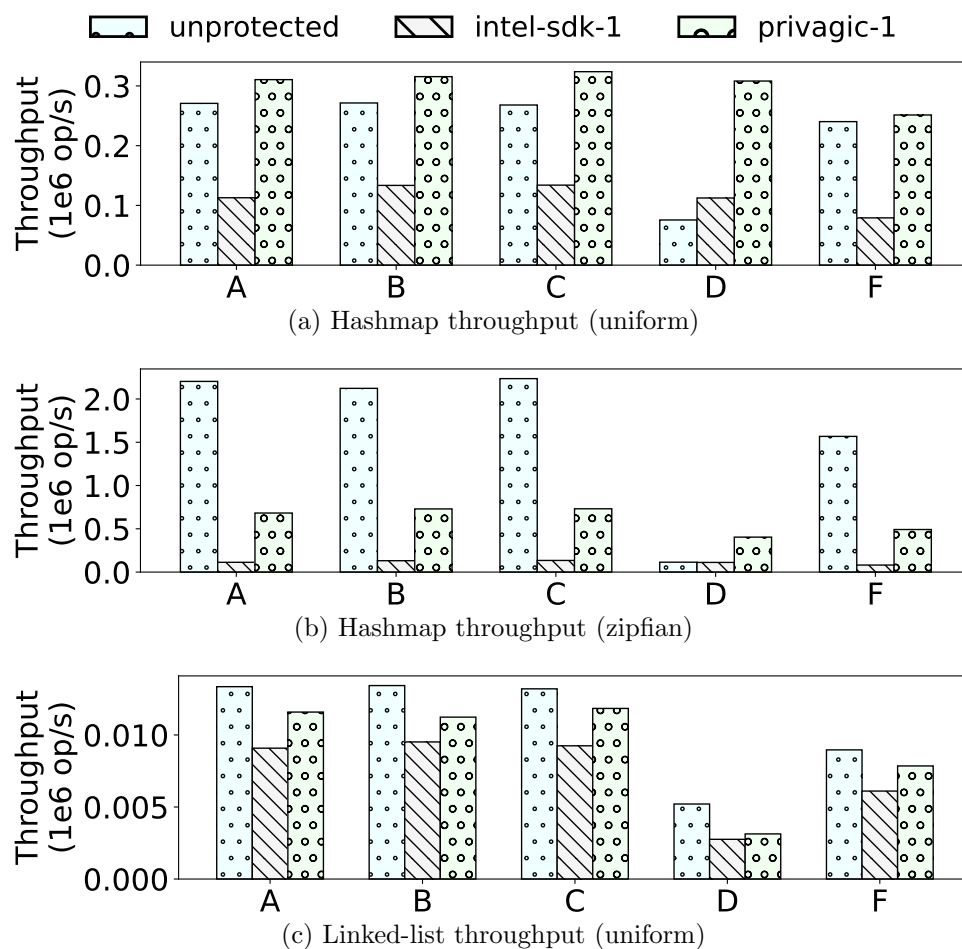 unprotected intel-sdk-1 privagic-1
Throughput
(1e6 op/s)
0.3
0.2
0.1
0.0
A B C D F
(a) Hashmap throughput (uniform)
Throughput
(1e6 op/s)
2.0
1.5
1.0
0.5
0.0
A B C D F
(b) Hashmap throughput (zipfian)
Throughput
(1e6 op/s)
0.010
0.005
0.000
A B C D F
(c) Linked-list throughput (uniform)